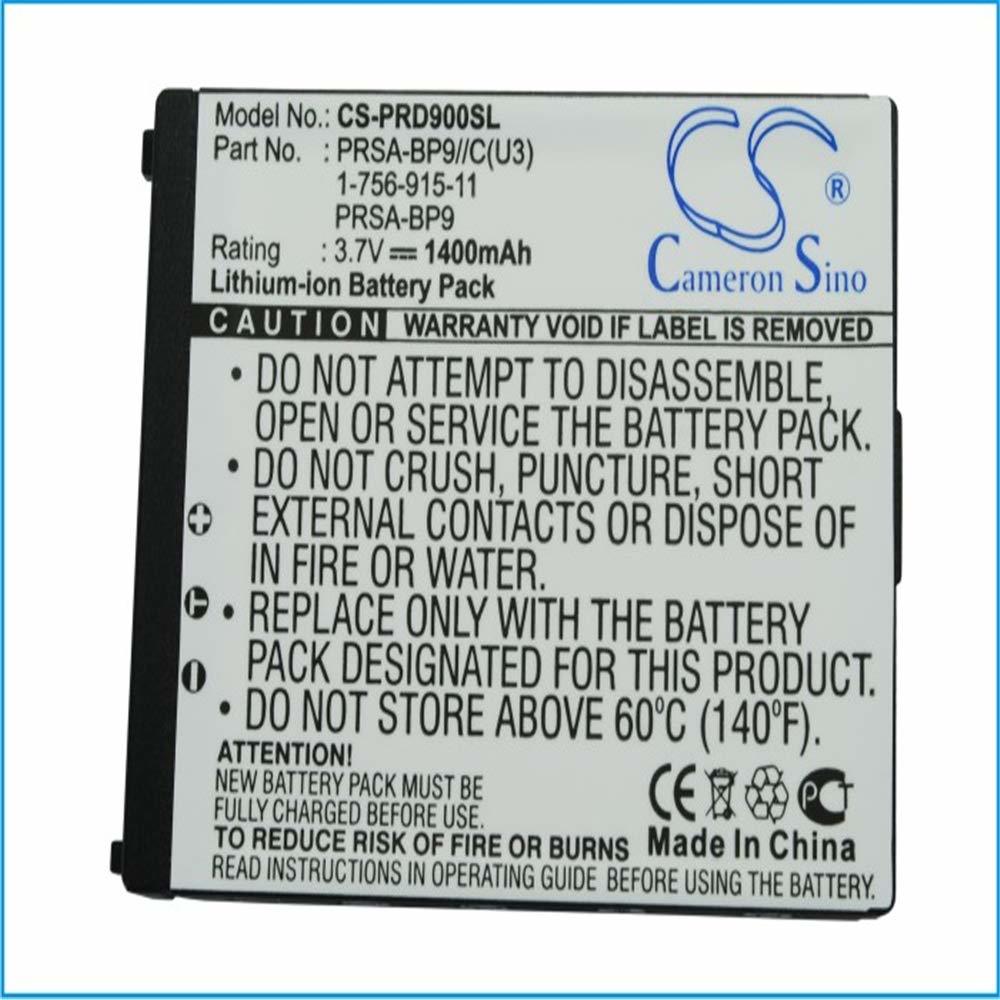 Model No.: CS-PRD900SL
Part No. : PRSA-BP9//C(U3)
1-756-915-11
PRSA-BP9
Rating : 3.7V 1400mAh
Lithium-ion Battery Pack
CS ®
Cameron Sino
CAUTION WARRANTY VOID IF LABEL IS REMOVED
• DO NOT ATTEMPT TO DISASSEMBLE,
OPEN OR SERVICE THE BATTERY PACK.
• DO NOT CRUSH, PUNCTURE, SHORT
EXTERNAL CONTACTS OR DISPOSE OF
IN FIRE OR WATER.
• REPLACE ONLY WITH THE BATTERY
PACK DESIGNATED FOR THIS PRODUCT.
• DO NOT STORE ABOVE 60°C (140°F).
+
T
–
ATTENTION!
NEW BATTERY PACK MUST BE
FULLY CHARGED BEFORE USE.
TO REDUCE RISK OF FIRE OR BURNS
READ INSTRUCTIONS IN OPERATING GUIDE BEFORE USING THE BATTERY PACK
CE PCT
Made In China